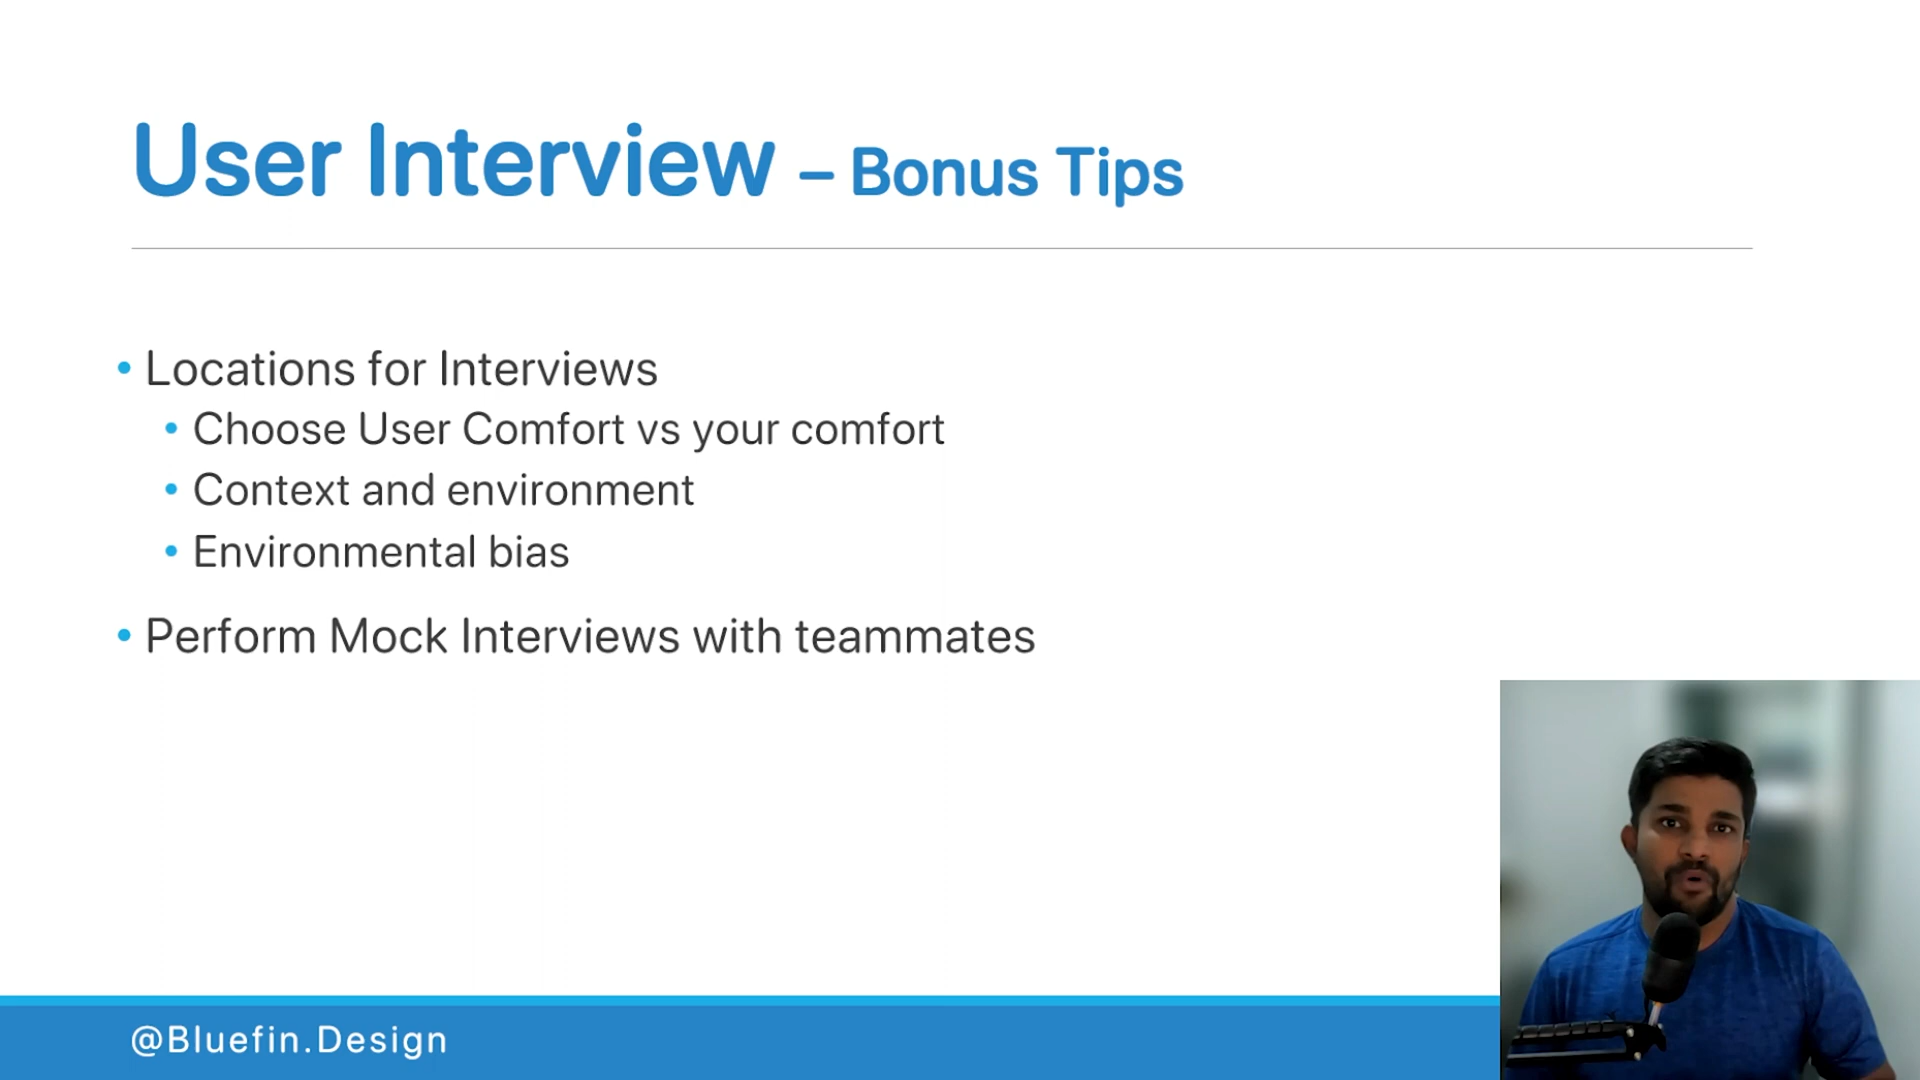 User Interview – Bonus Tips
• Locations for Interviews
• Choose User Comfort vs your comfort
• Context and environment
• Environmental bias
• Perform Mock Interviews with teammates
@Bluefin.Design